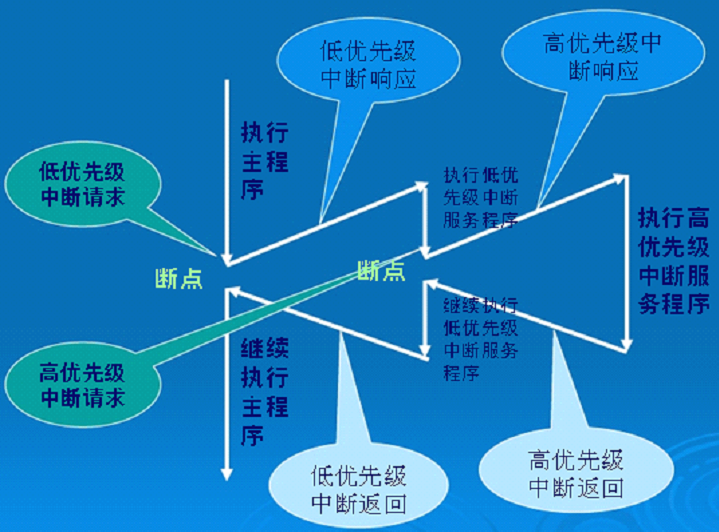 低优先级
中断响应
高优先级中
断响应
执行
主程
序
低优先级
中断请求
执行低优
先级中断
服务程序
执行高
优先级
中断服
务程序
断点
断点
继续
执行
主程
序
继续执行
低优先级
中断服务
程序
高优先级
中断请求
低优先级
中断返回
高优先级
中断返回